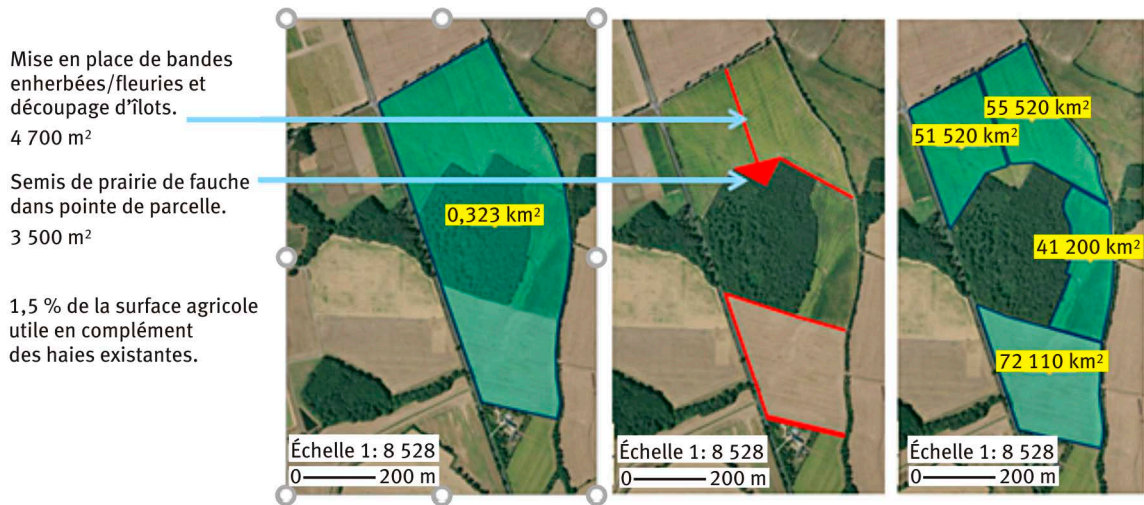 Mise en place de bandes
enherbées/fleuries et
découpage d’îlots.
4 700 m²
Semis de prairie de fauche
dans pointe de parcelle.
3 500 m²
1,5 % de la surface agricole
utile en complément
des haies existantes.
0,323 km²
Échelle 1: 8 528
0 200 m
Échelle 1: 8 528
0 200 m
55 520 km²
51 520 km²
41 200 km²
72 110 km²
Échelle 1: 8 528
0 200 m